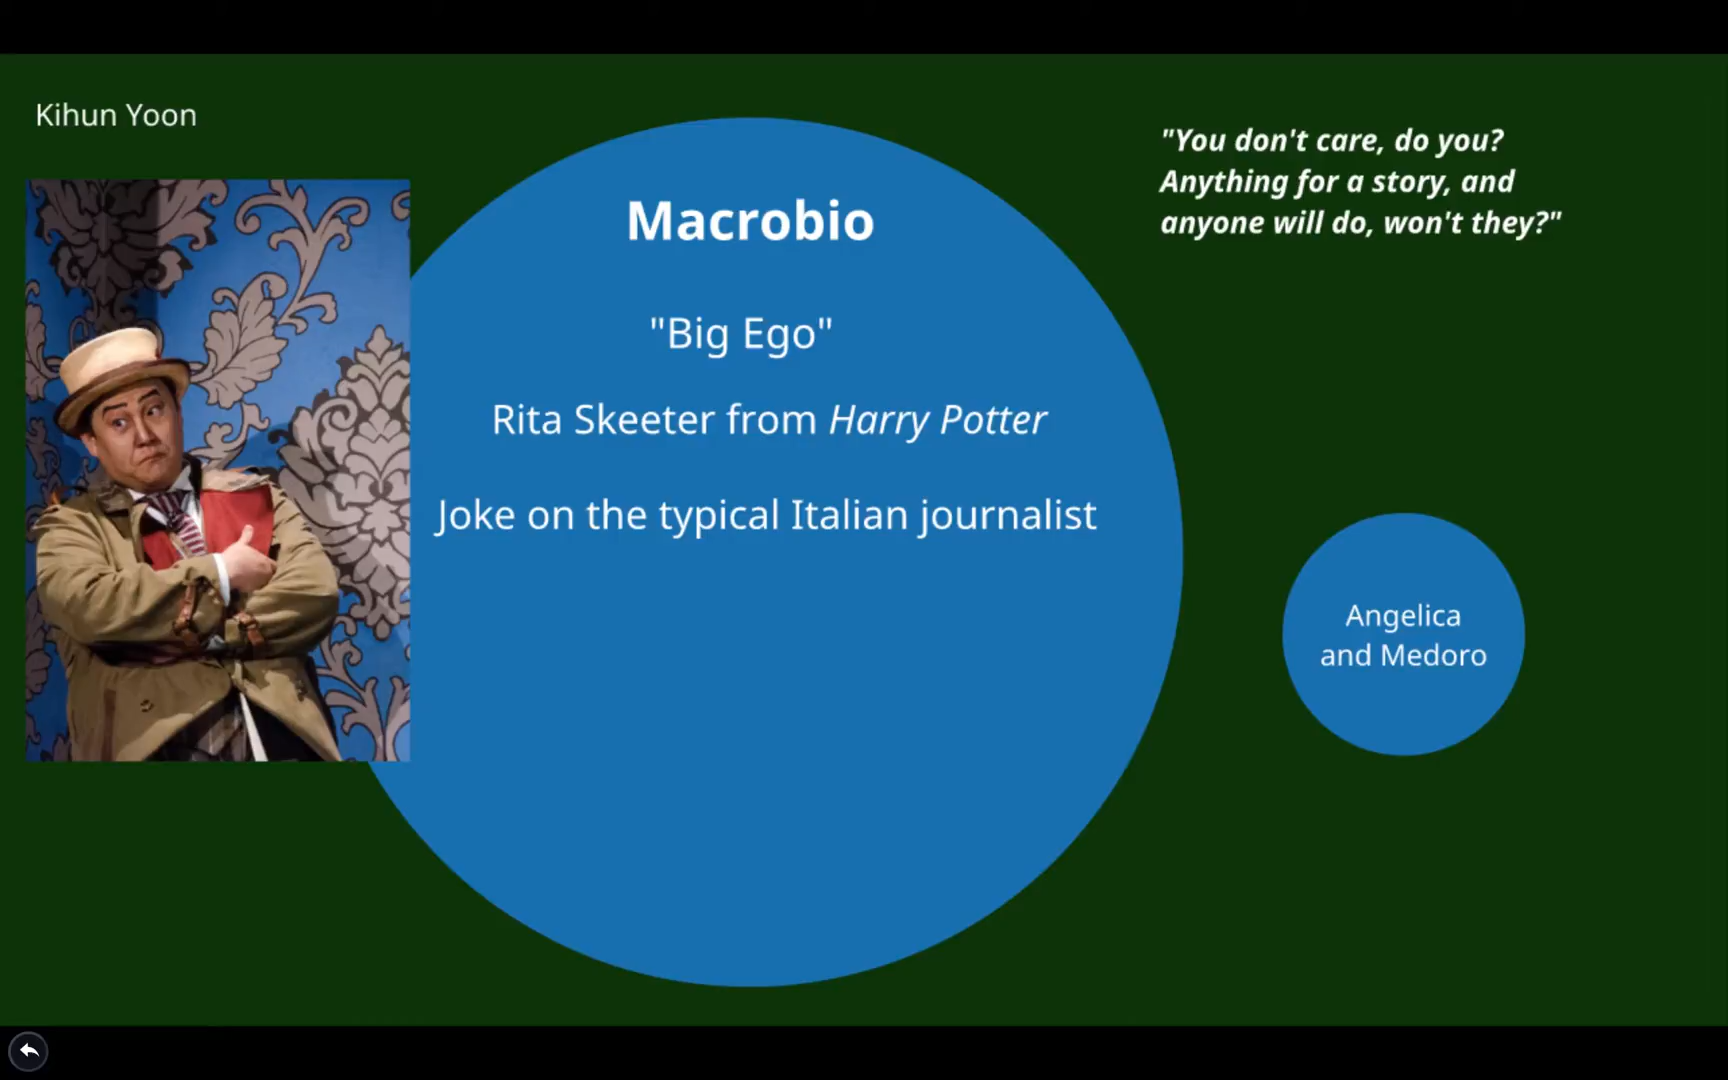 Kihun Yoon
Macrobio
"Big Ego"
Rita Skeeter from Harry Potter
Joke on the typical Italian journalist
"You don't care, do you?
Anything for a story, and
anyone will do, won't they?"
Angelica
and Medoro